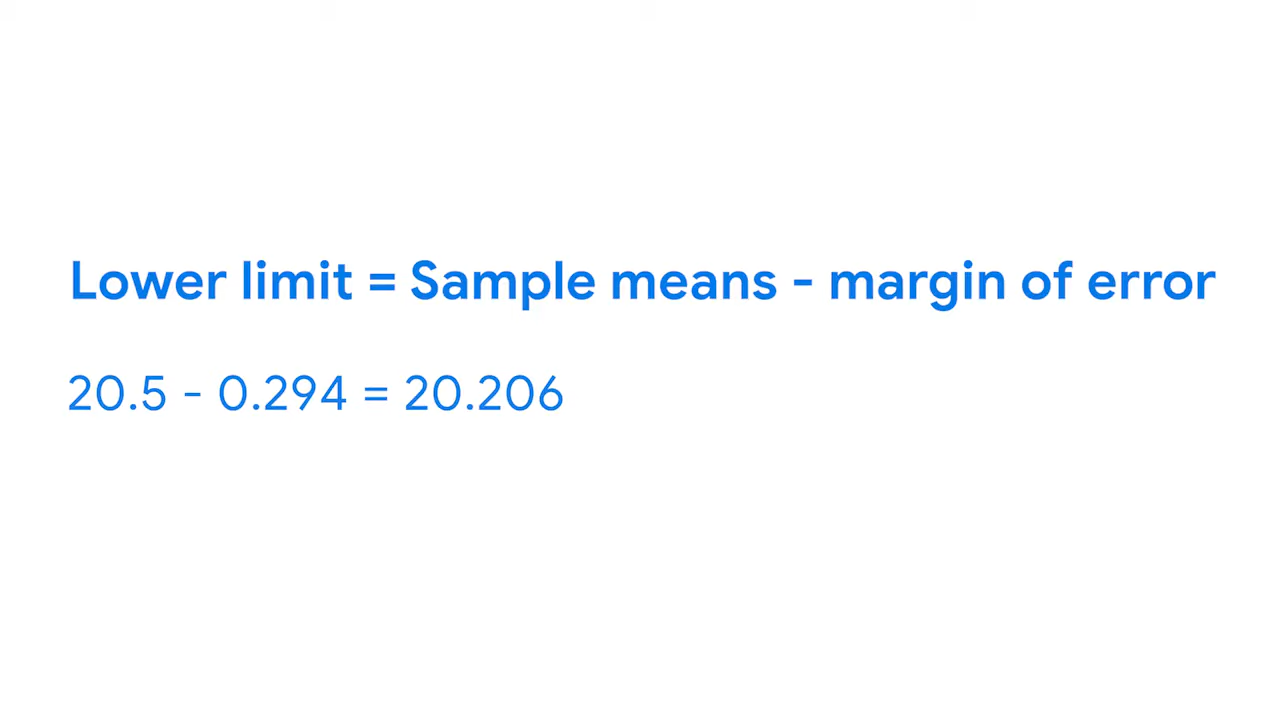 Lower limit = Sample means - margin of error
20.5 - 0.294 = 20.206